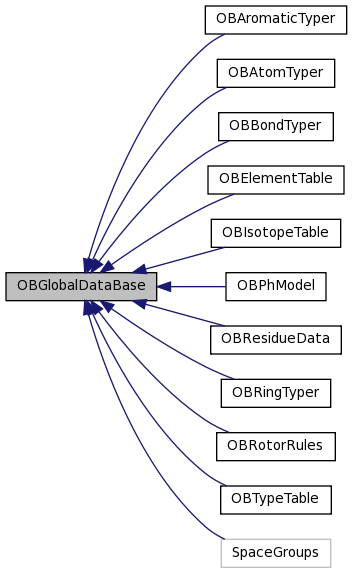 OBAromaticTyper
OBAtomTyper
OBBondTyper
OBElementTable
OBIsotopeTable
OBGlobalDataBase
OBPhModel
OBResidueData
OBRingTyper
OBRotorRules
OBTypeTable
SpaceGroups